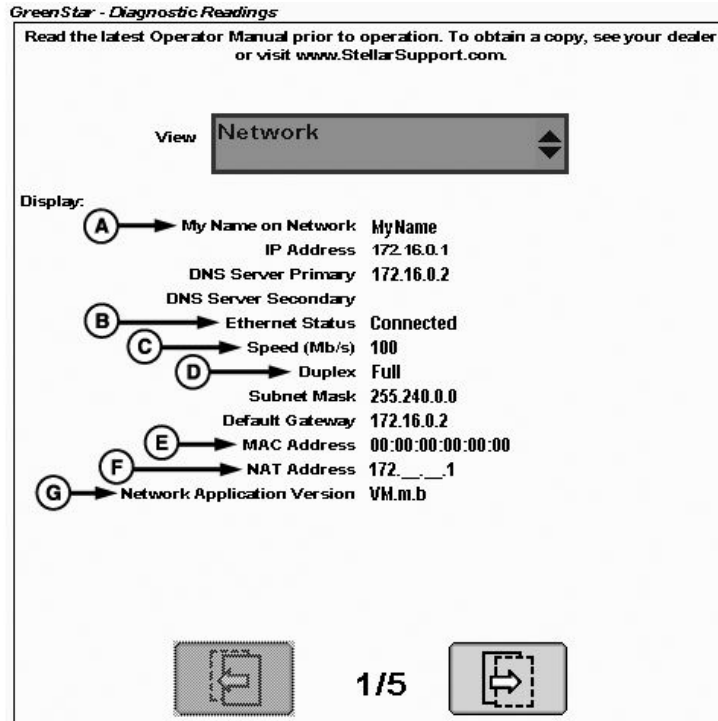 GreenStar - Diagnostic Readings
Read the latest Operator Manual prior to operation. To obtain a copy, see your dealer
or visit www.StellarSupport.com.
View Network
Display:
A My Name on Network MyName
IP Address 172.16.0.1
DNS Server Primary 172.16.0.2
DNS Server Secondary
B Ethernet Status Connected
C Speed (Mb/s) 100
D Duplex Full
Subnet Mask 255.240.0.0
Default Gateway 172.16.0.2
E MAC Address 00:00:00:00:00:00
F NAT Address 172.__.__.1
G Network Application Version VM.m.b
1/5